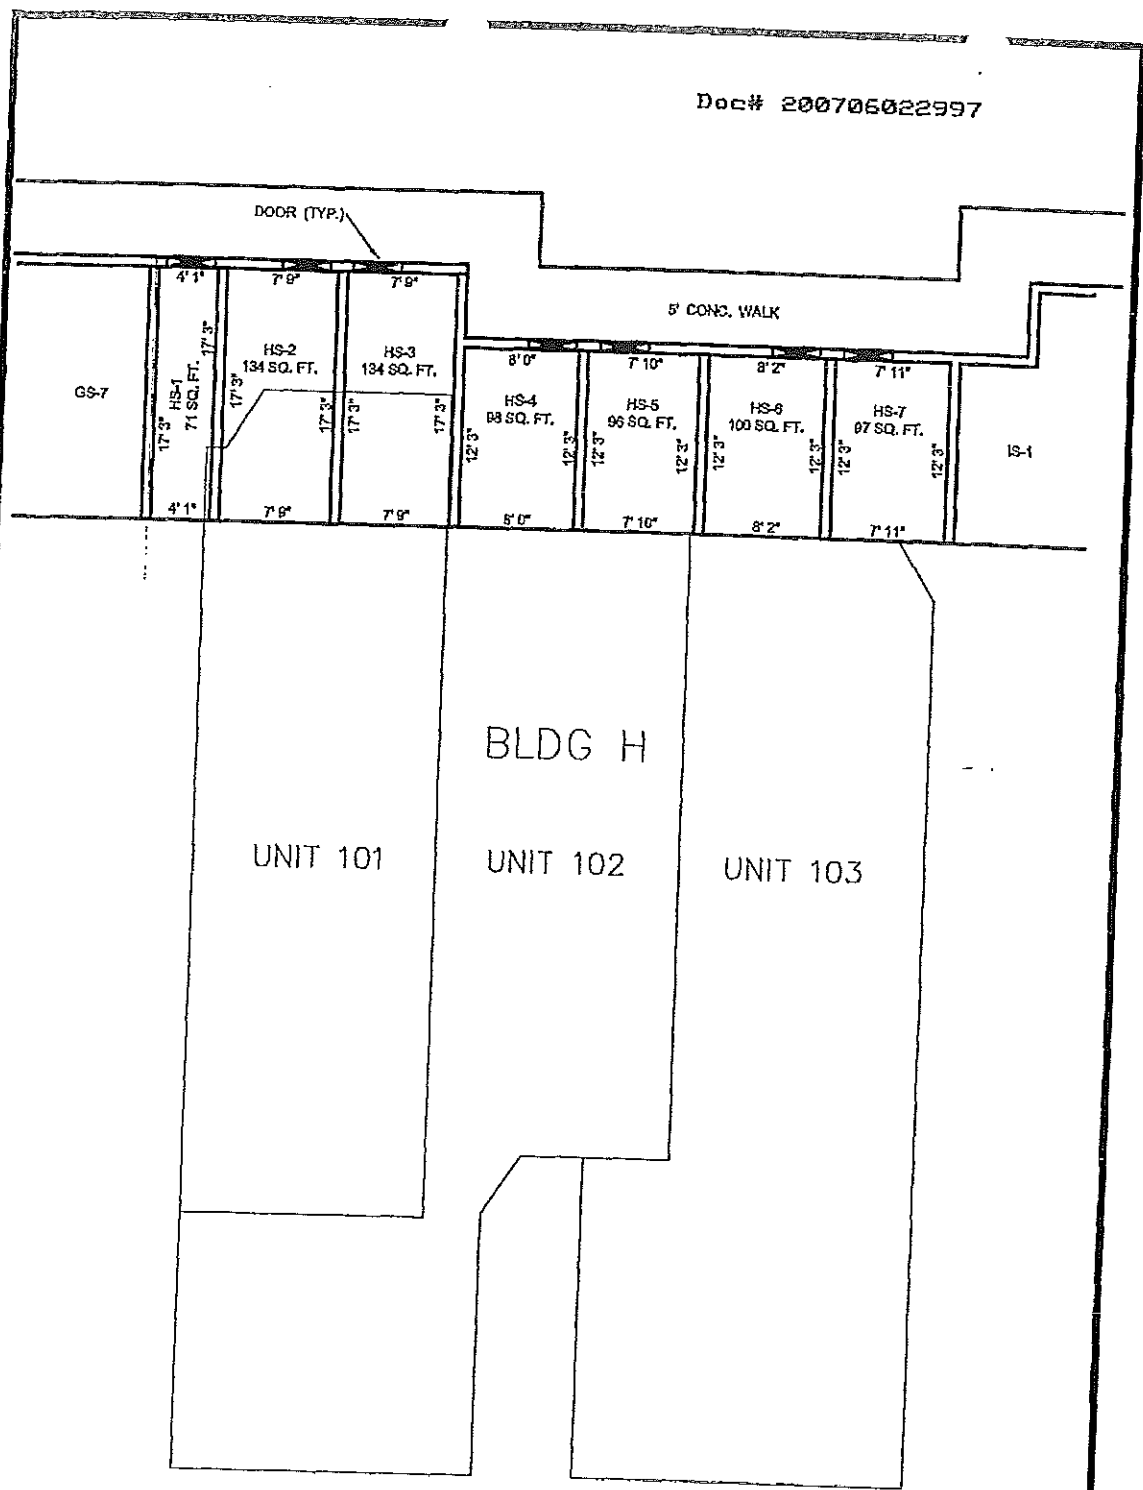 Doc# 200706022997
DOOR (TYP.)
5' CONC. WALK
4' 1"
7' 9"
7' 9"
GS-7
HS-1
71 SQ. FT.
17' 3"
17' 3"
HS-2
134 SQ. FT.
17' 3"
17' 3"
HS-3
134 SQ. FT.
17' 3"
17' 3"
4' 1"
7' 9"
7' 9"
8' 0"
7' 10"
8' 2"
7' 11"
HS-4
98 SQ. FT.
12' 3"
12' 3"
HS-5
96 SQ. FT.
12' 3"
12' 3"
HS-6
100 SQ. FT.
12' 3"
12' 3"
HS-7
97 SQ. FT.
12' 3"
12' 3"
IS-1
8' 0"
7' 10"
8' 2"
7' 11"
BLDG H
UNIT 101
UNIT 102
UNIT 103